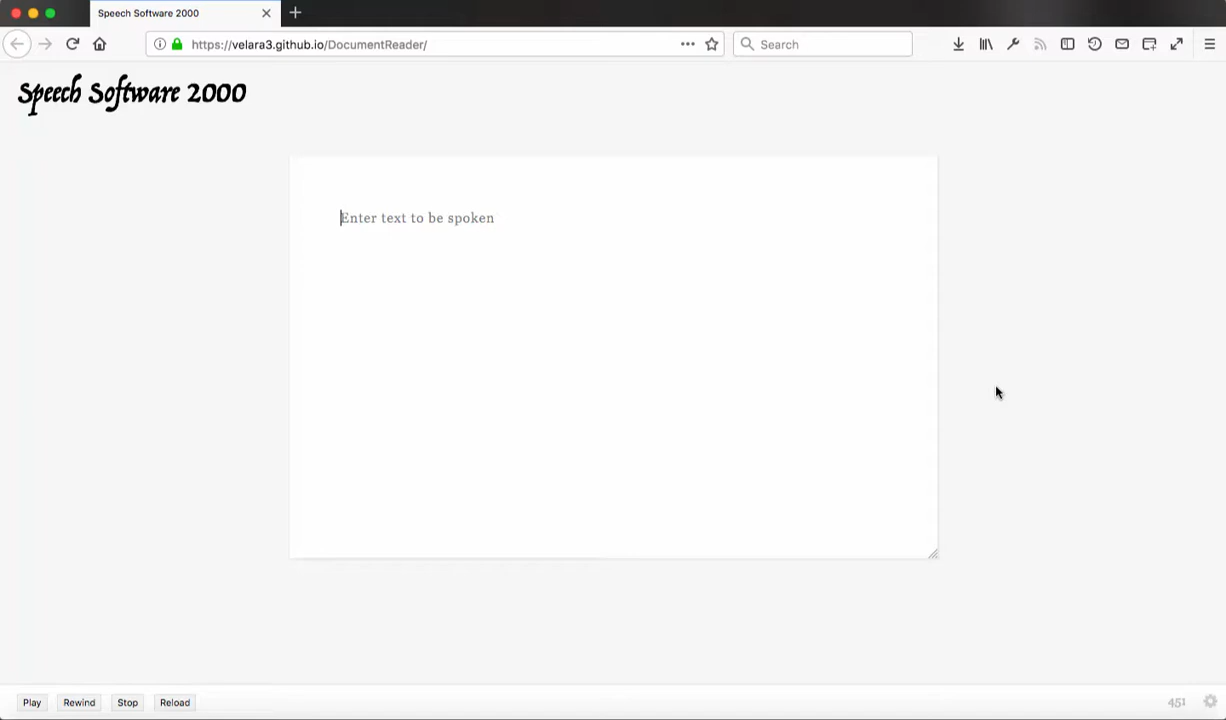 Speech Software 2000
https://velara3.github.io/DocumentReader/
Search
Speech Software 2000
Enter text to be spoken
Play Rewind Stop Reload 451